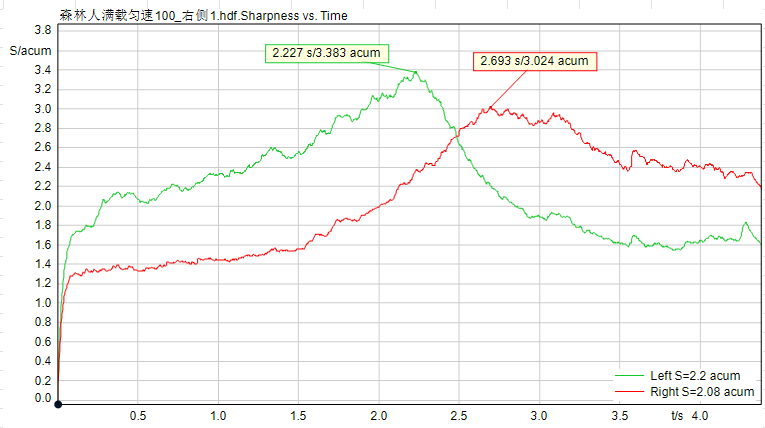 森林人满载匀速100_右侧1.hdf.Sharpness vs. Time
3.8
S/acum
3.4
3.2
3.0
2.8
2.6
2.4
2.2
2.0
1.8
1.6
1.4
1.2
1.0
0.8
0.6
0.4
0.2
0.0
2.227 s/3.383 acum
2.693 s/3.024 acum
Left S=2.2 acum
Right S=2.08 acum
0.5 1.0 1.5 2.0 2.5 3.0 3.5 t/s 4.0